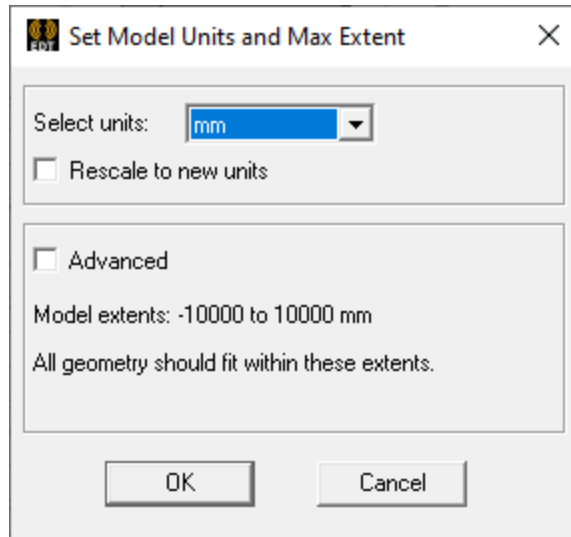 EDT Set Model Units and Max Extent
Select units: mm
Rescale to new units
Advanced
Model extents: -10000 to 10000 mm
All geometry should fit within these extents.
OK Cancel